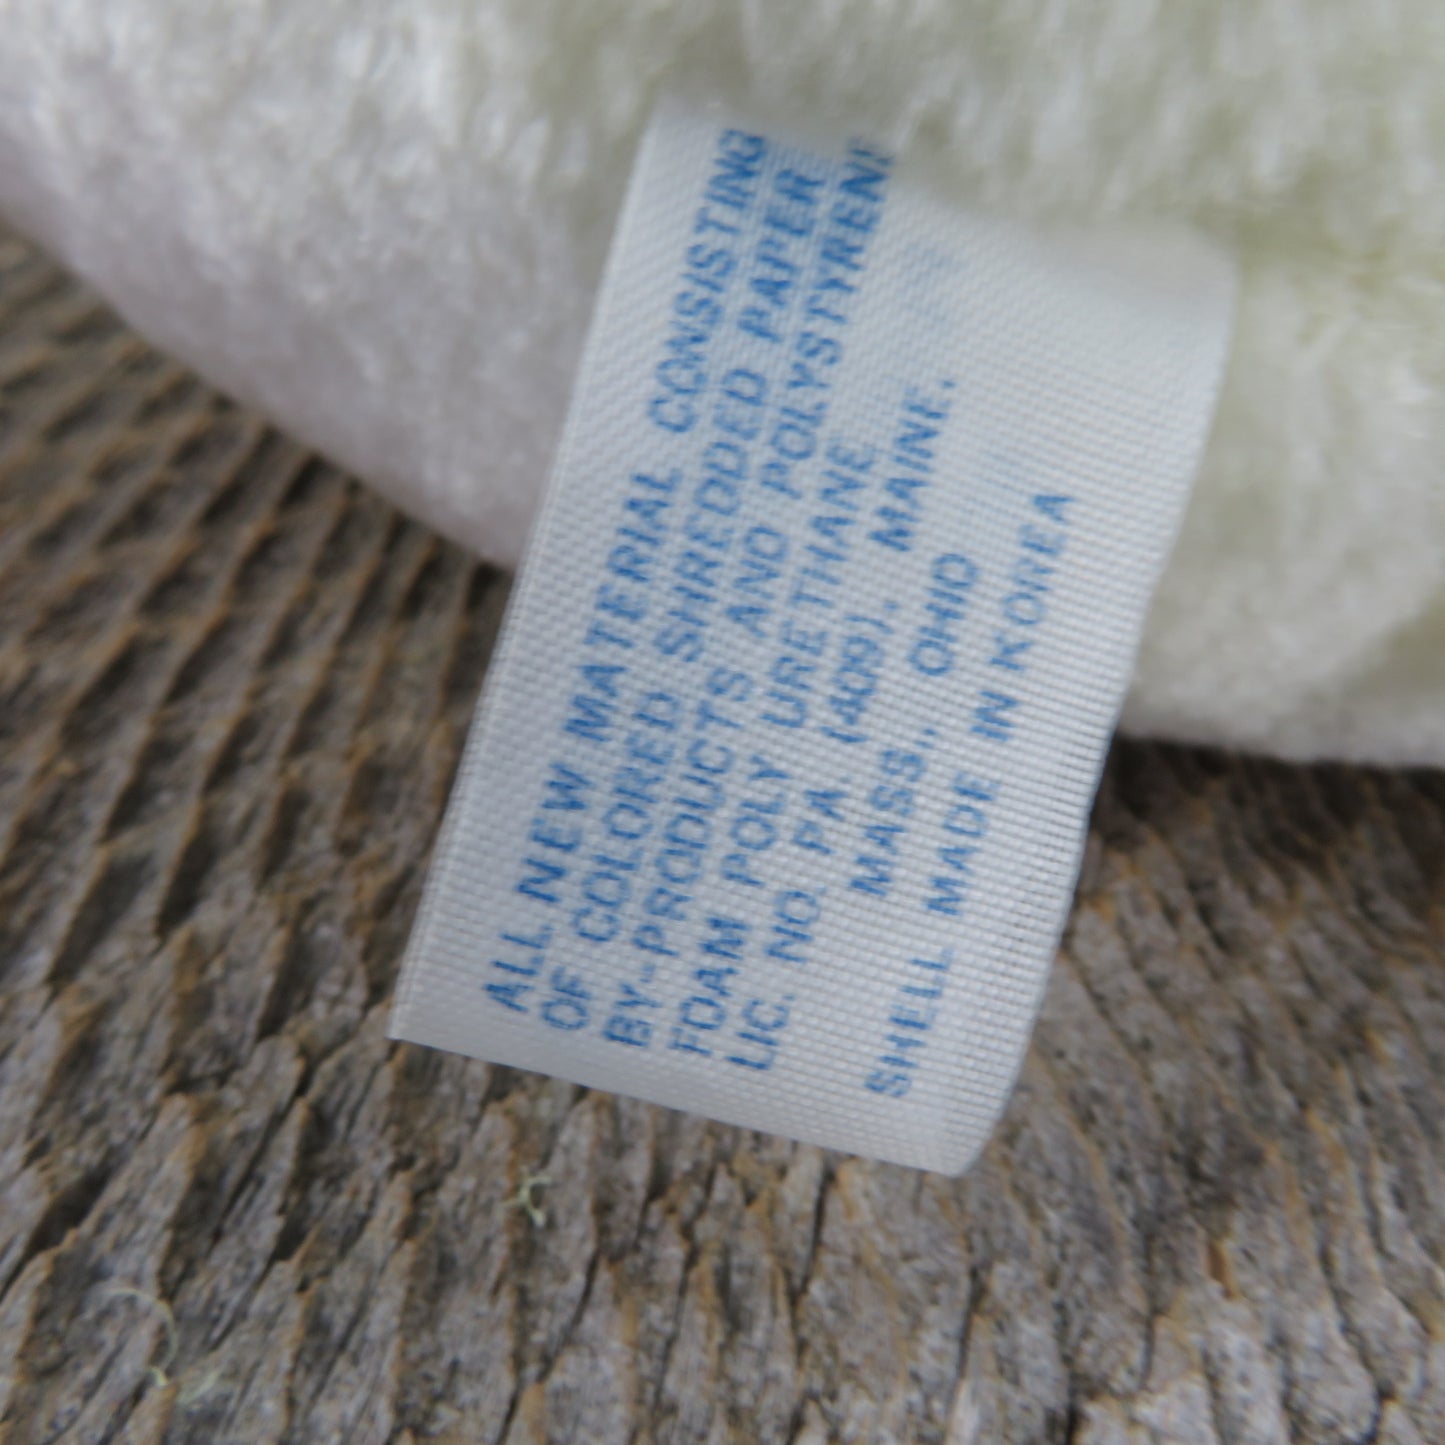 ALL NEW MATERIAL CONSISTING
OF COLORED SHREDDED PAPER
BY-PRODUCTS AND POLYSTYRENE
FOAM POLY URETHANE
LIC. NO. PA. (409). MAINE.
MASS., OHIO
SHELL MADE IN KOREA